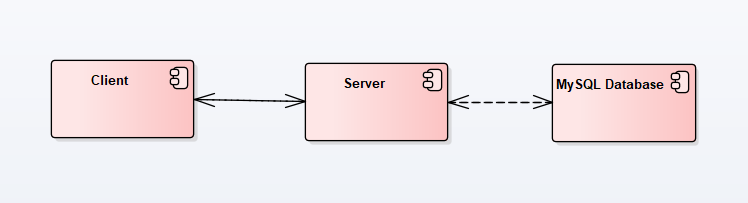 Client
Server
MySQL Database